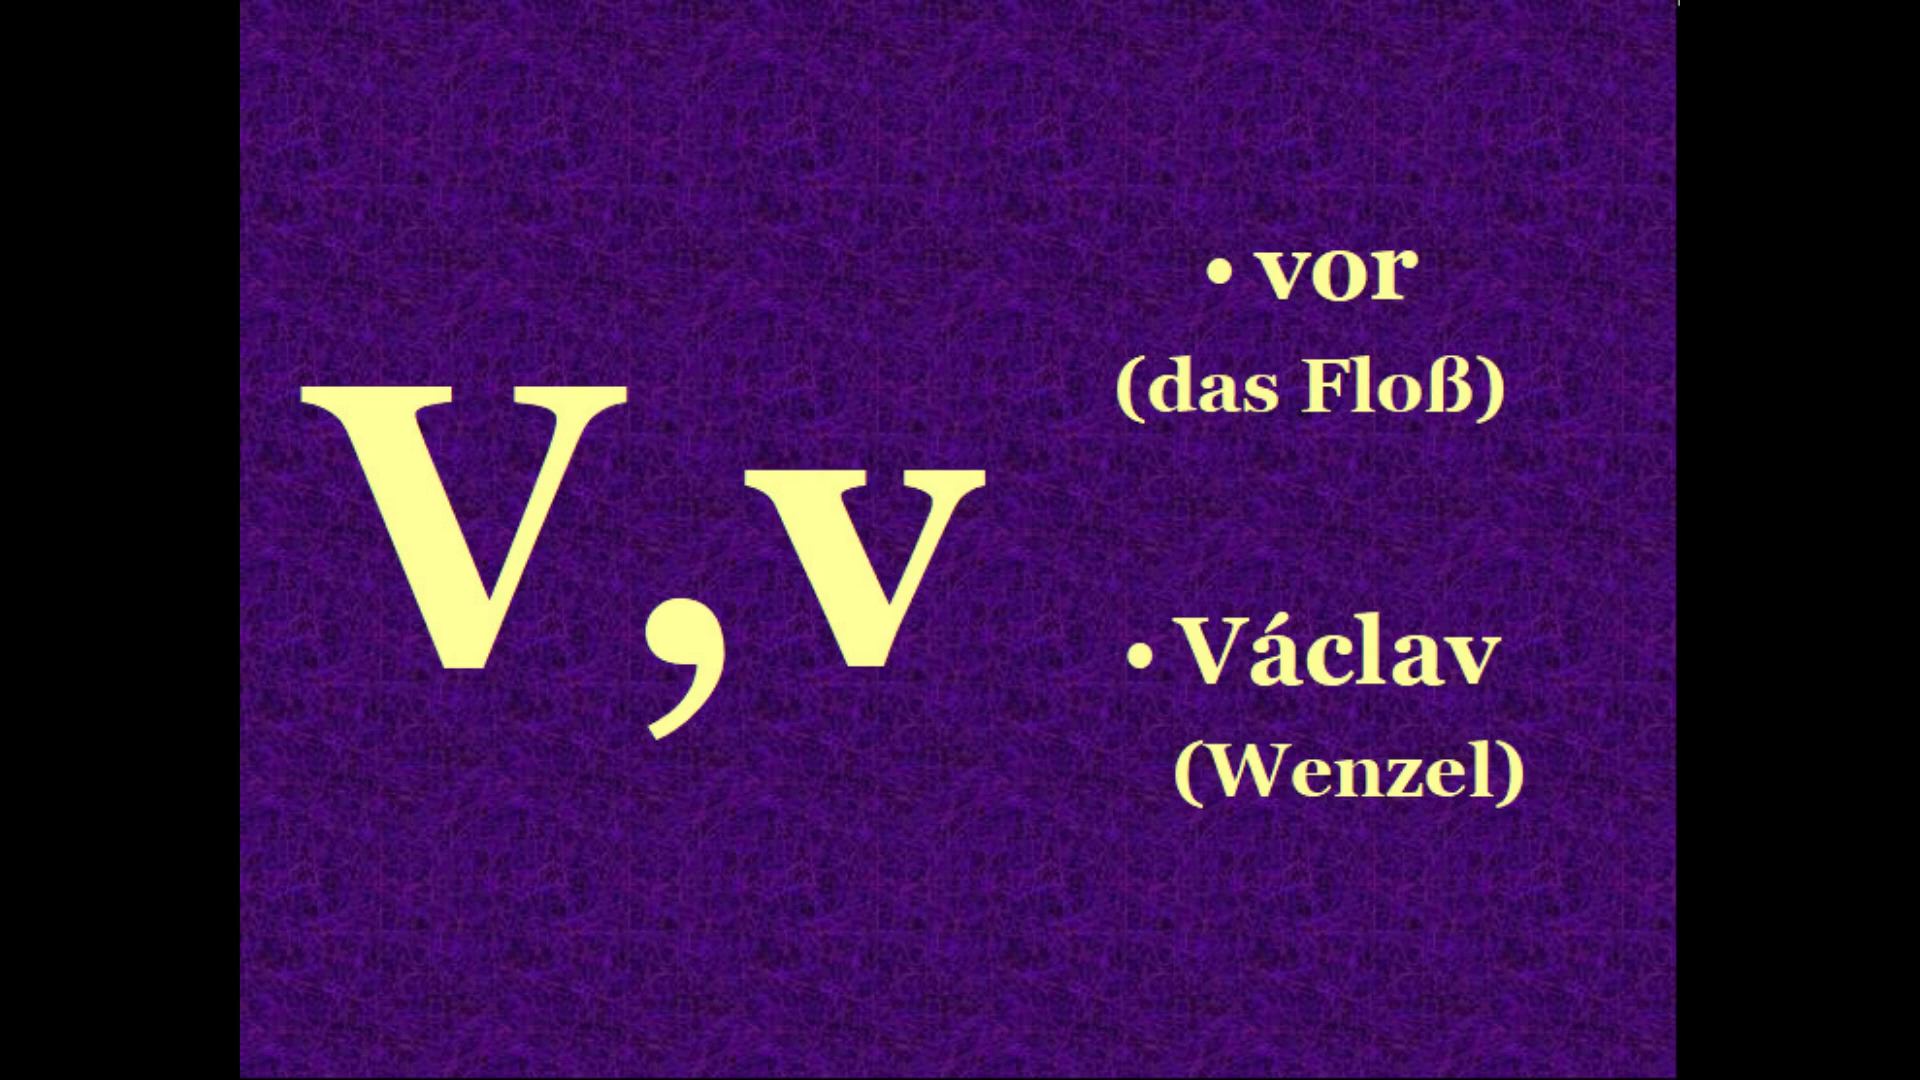 V,v
• vor
(das Floß)
• Václav
(Wenzel)